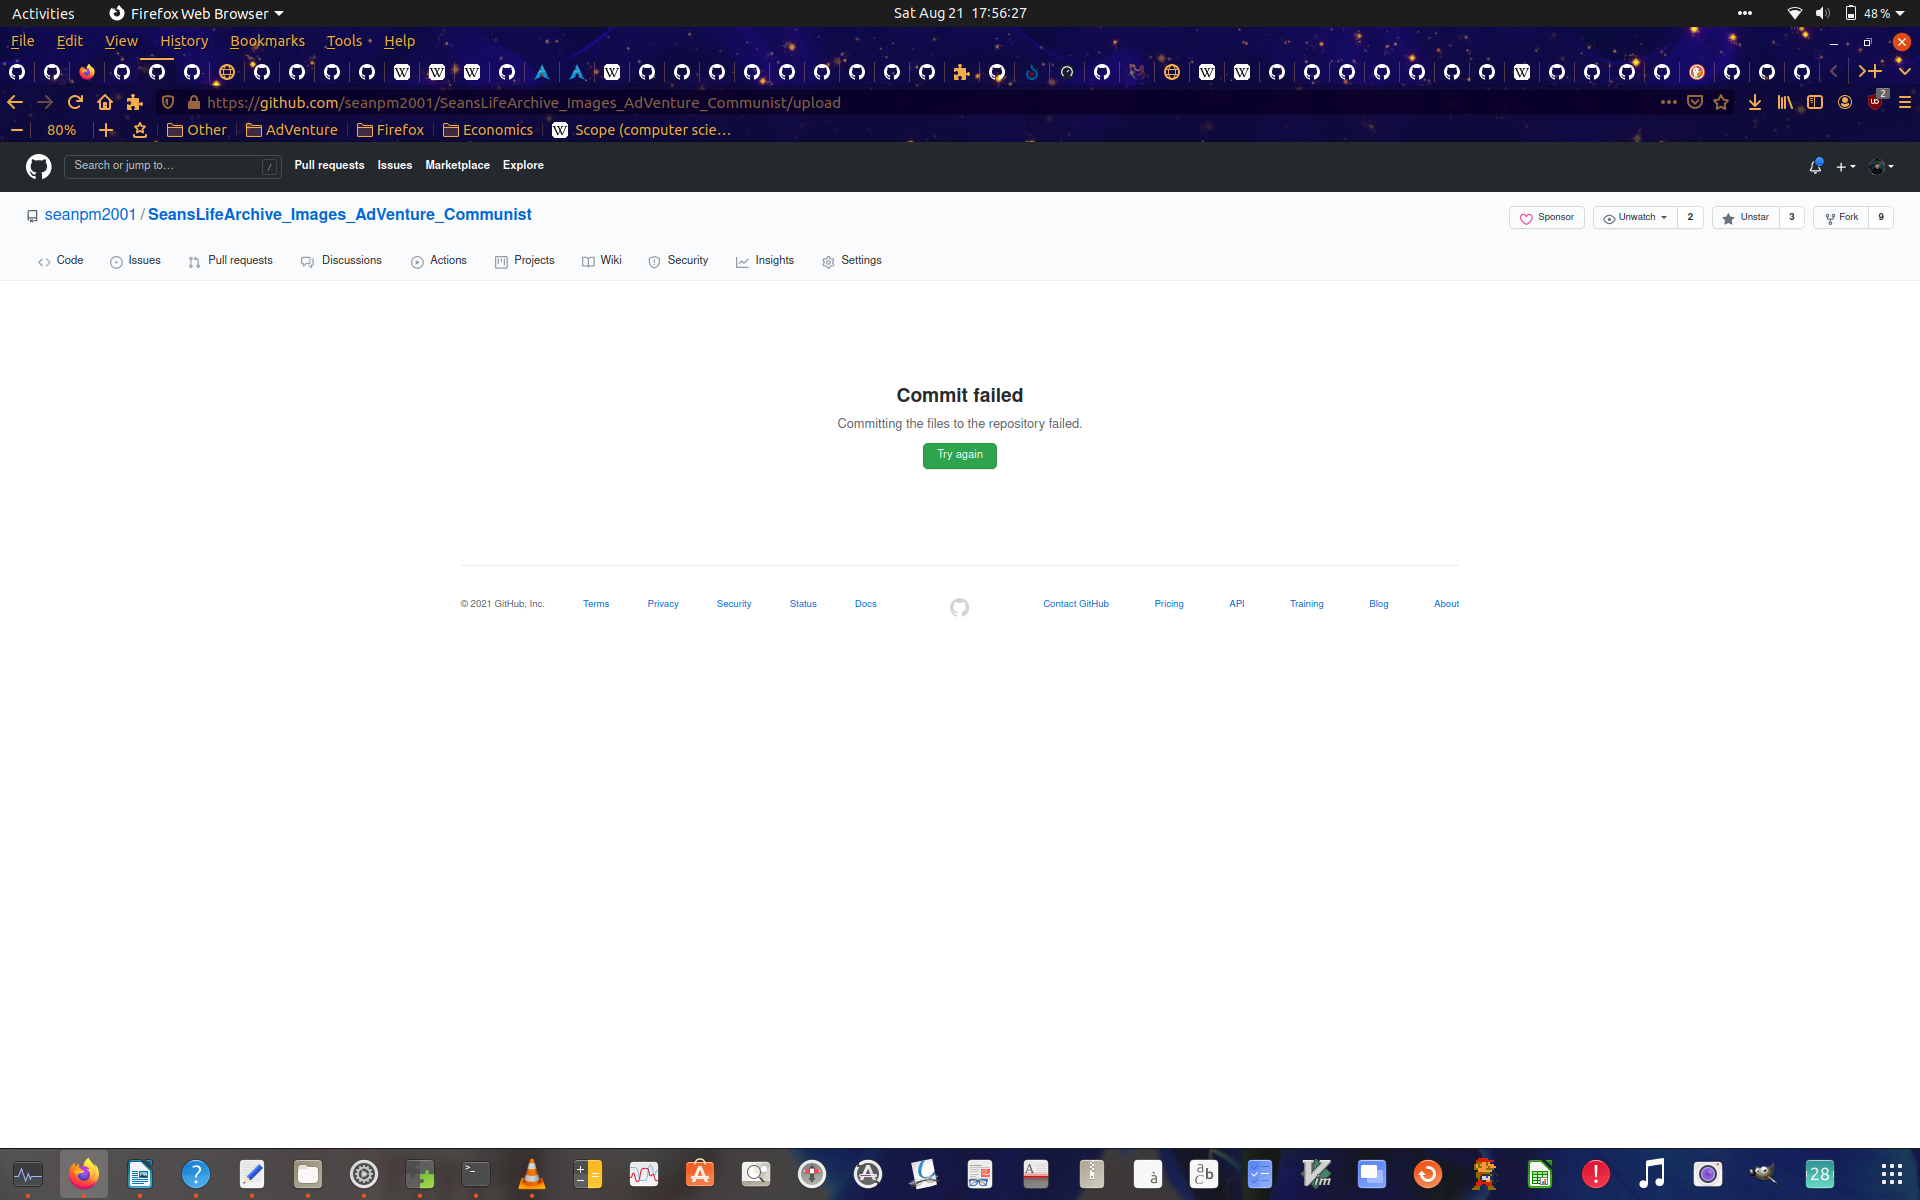 Activities Firefox Web Browser Sat Aug 21 17:56:27 48 %
File Edit View History Bookmarks Tools Help
https://github.com/seanpm2001/SeansLifeArchive_Images_AdVenture_Communist/upload 2
80% Other AdVenture Firefox Economics Scope (computer scie…
Search or jump to… / Pull requests Issues Marketplace Explore
seanpm2001 / SeansLifeArchive_Images_AdVenture_Communist Sponsor Unwatch 2 Unstar 3 Fork 9
Code Issues Pull requests Discussions Actions Projects Wiki Security Insights Settings
Commit failed
Committing the files to the repository failed.
Try again
© 2021 GitHub, Inc. Terms Privacy Security Status Docs Contact GitHub Pricing API Training Blog About
28